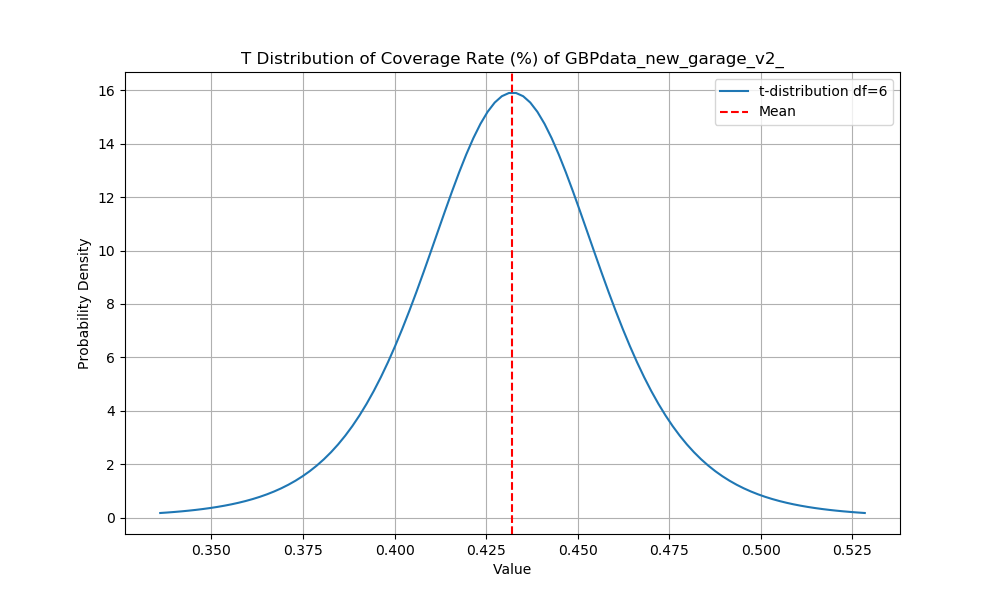 T Distribution of Coverage Rate (%) of GBPdata_new_garage_v2_
t-distribution df=6
Mean
Probability Density
16
14
12
10
8
6
4
2
0
0.350 0.375 0.400 0.425 0.450 0.475 0.500 0.525
Value